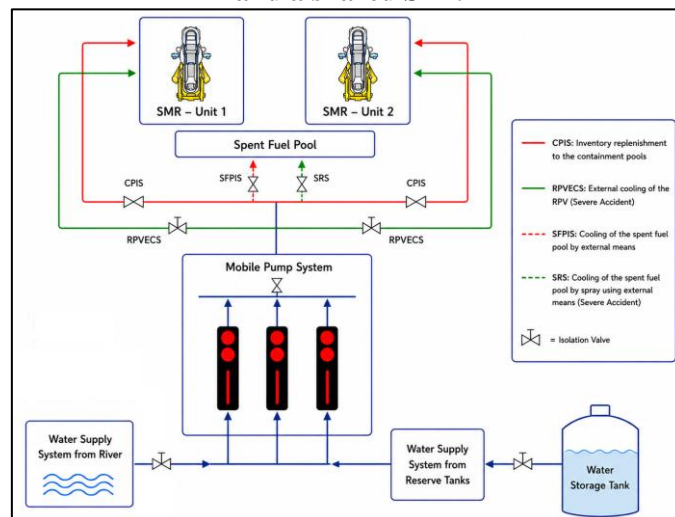 SMR – Unit 1
SMR – Unit 2
Spent Fuel Pool
CPIS
SFPIS
SRS
CPIS
RPVECS
RPVECS
Mobile Pump System
Water Supply
System from River
Water Supply
System from
Reserve Tanks
Water
Storage Tank
CPIS: Inventory replenishment
to the containment pools
RPVECS: External cooling of the
RPV (Severe Accident)
SFPIS: Cooling of the spent fuel
pool by external means
SRS: Cooling of the spent fuel
pool by spray using external
means (Severe Accident)
= Isolation Valve